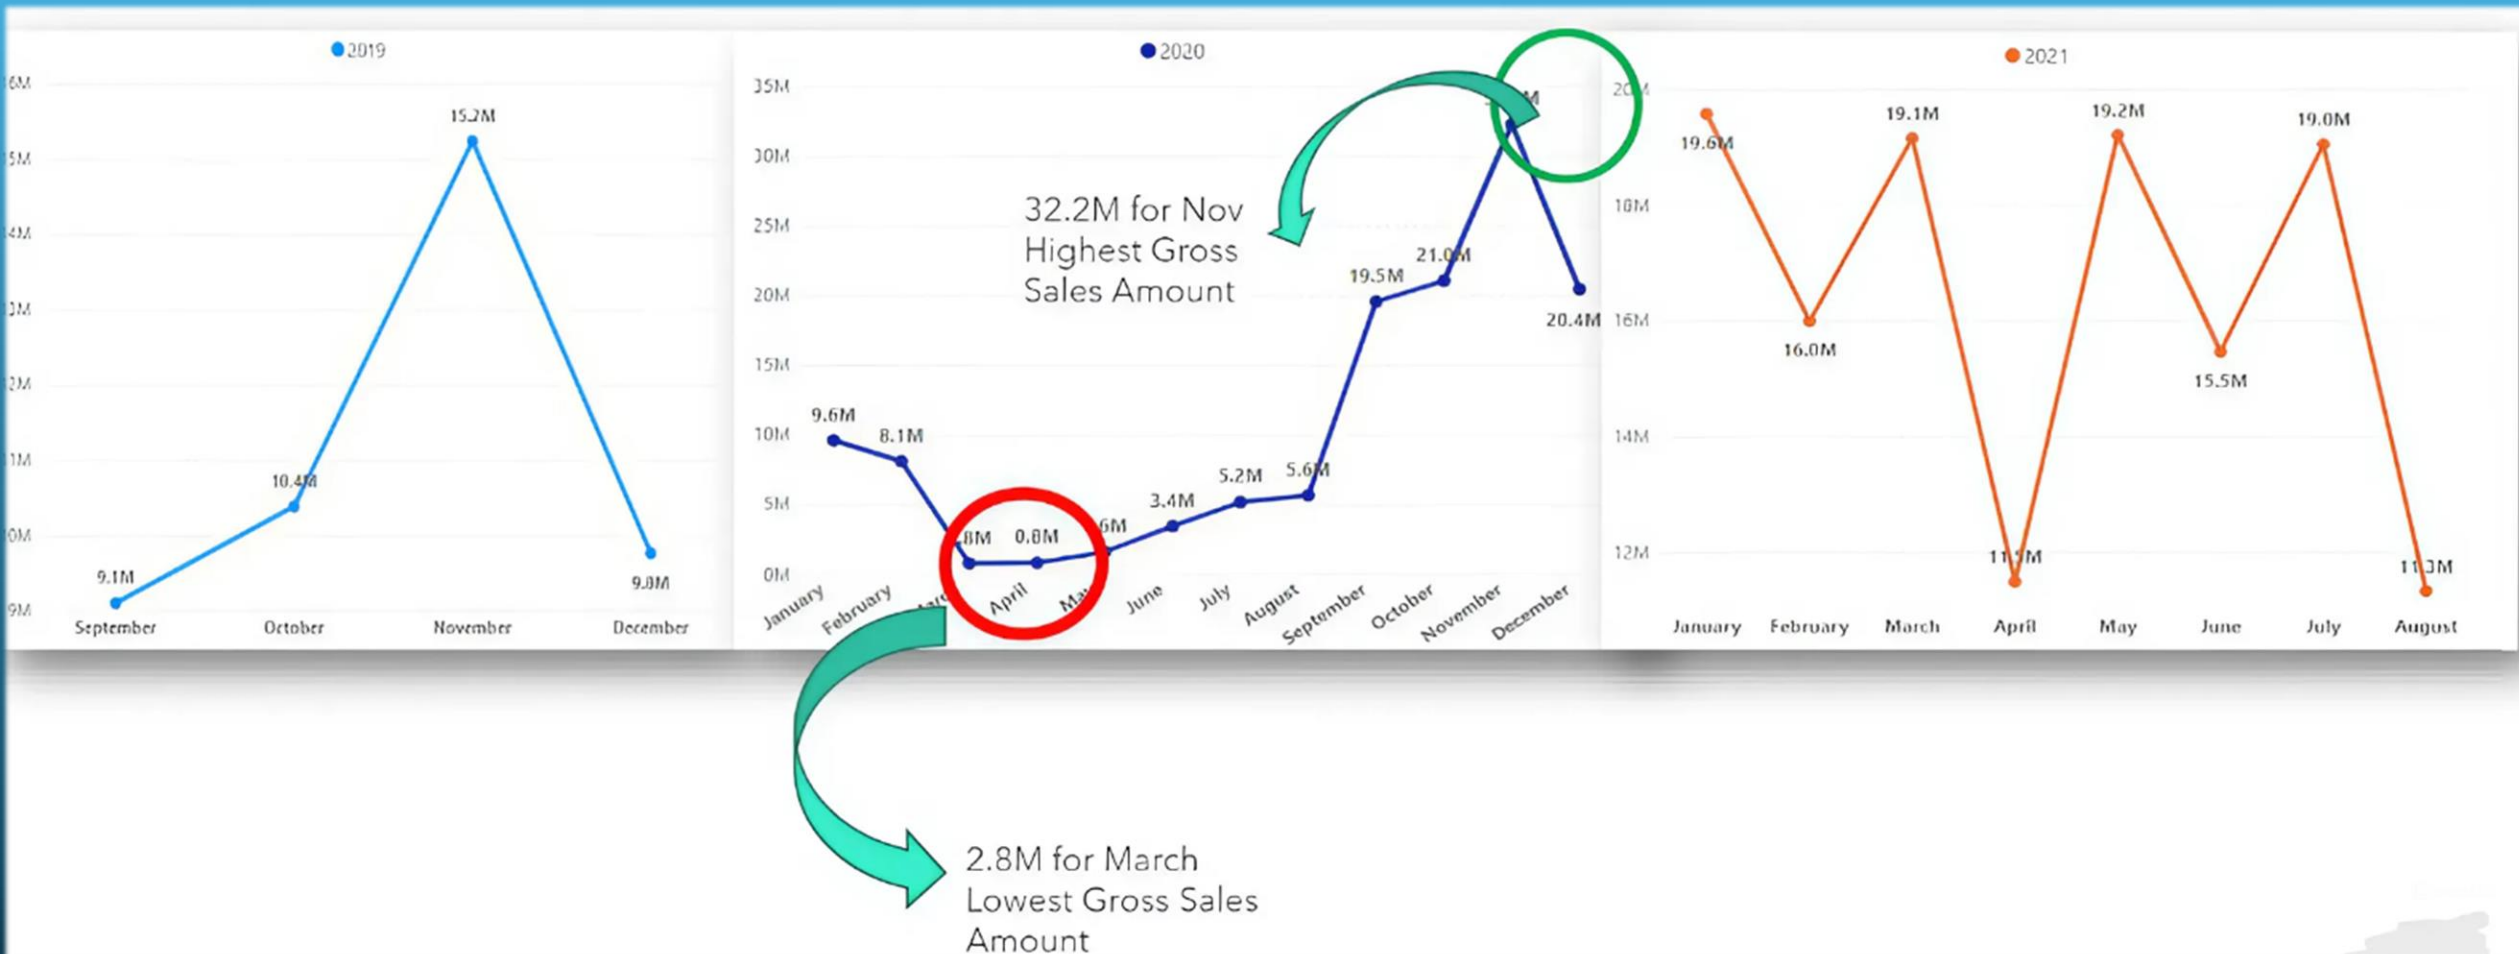 2019
15.2M
10.4M
9.1M
9.8M
September October November December
2020
35M
30M
25M
20M
15M
10M
5M
0M
32.2M for Nov
Highest Gross
Sales Amount
9.6M
8.1M
0.8M
3.4M
5.2M
5.6M
19.5M
21.0M
20.4M
January February April May June July August September October November December
2021
20M
18M
16M
14M
12M
19.6M
16.0M
19.1M
19.2M
15.5M
19.0M
11.3M
January February March April May June July August
2.8M for March
Lowest Gross Sales
Amount